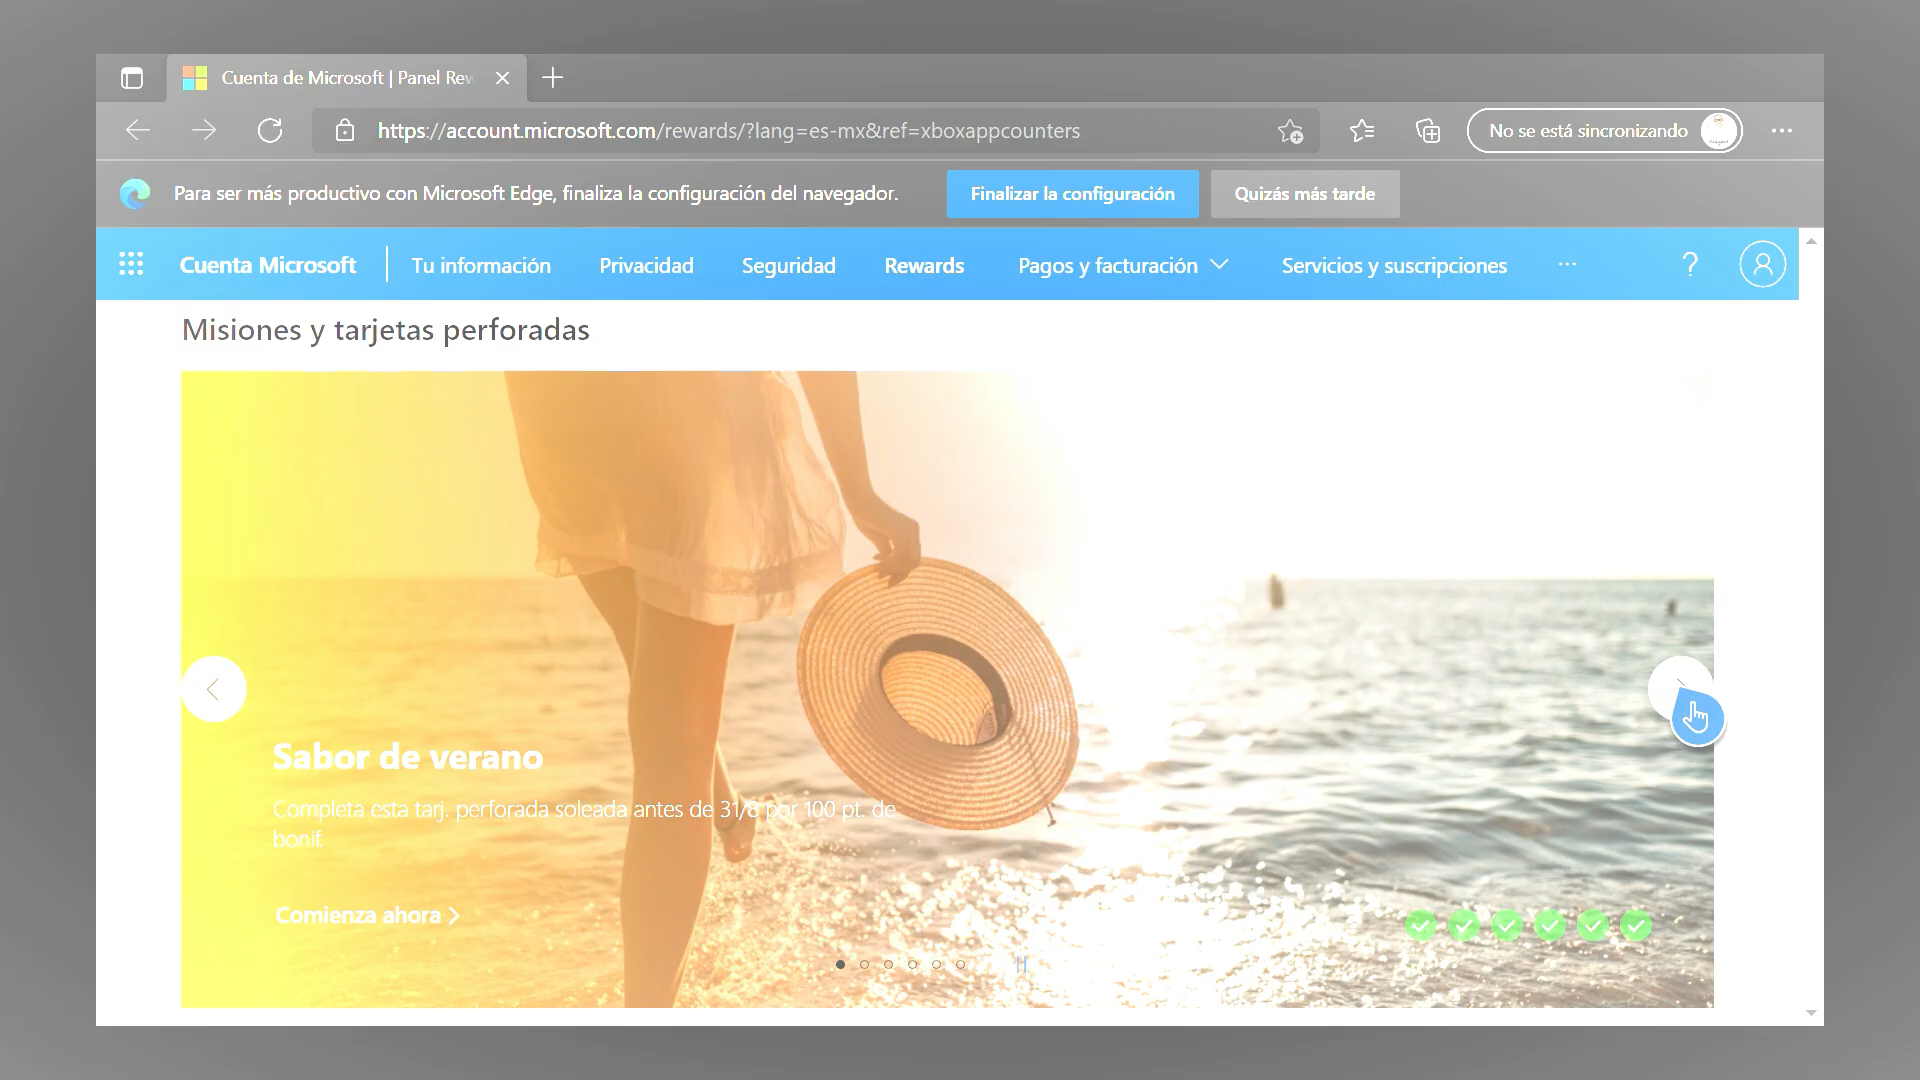 Cuenta de Microsoft | Panel Rew
https://account.microsoft.com/rewards/?lang=es-mx&ref=xboxappcounters
No se está sincronizando
Para ser más productivo con Microsoft Edge, finaliza la configuración del navegador.
Finalizar la configuración
Quizás más tarde
Cuenta Microsoft
Tu información
Privacidad
Seguridad
Rewards
Pagos y facturación
Servicios y suscripciones
Misiones y tarjetas perforadas
Sabor de verano
Completa esta tarj. perforada soleada antes de 31/8 por 100 pt. de
bonif.
Comienza ahora